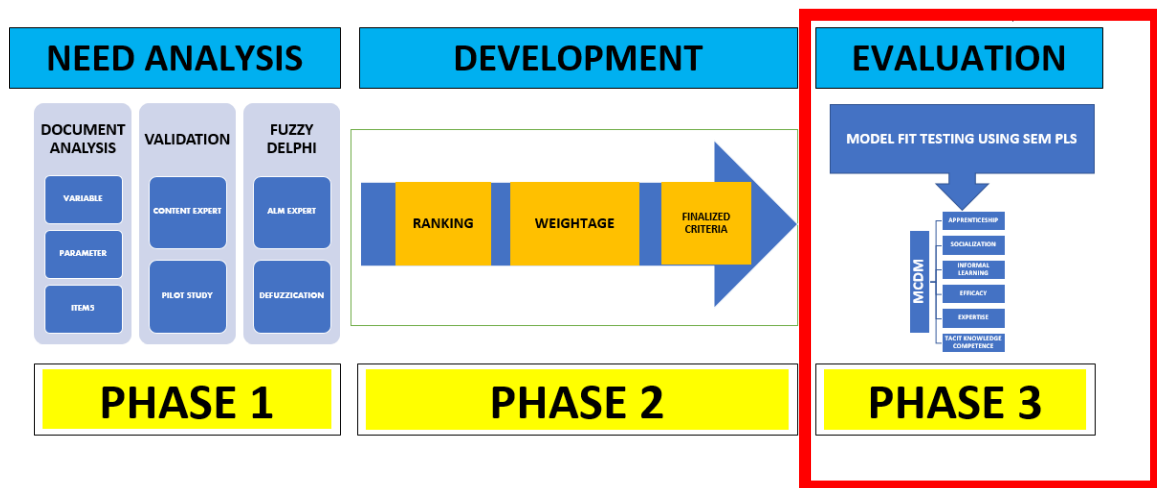 NEED ANALYSIS
DEVELOPMENT
EVALUATION
DOCUMENT
ANALYSIS
VARIABLE
PARAMETER
ITEMS
VALIDATION
CONTENT EXPERT
PILOT STUDY
FUZZY
DELPHI
ALM EXPERT
DEFUZZICATION
RANKING
WEIGHTAGE
FINALIZED
CRITERIA
MODEL FIT TESTING USING SEM PLS
MCDM
APPRENTICESHIP
SOCIALIZATION
INFORMAL
LEARNING
EFFICACY
EXPERTISE
TACIT KNOWLEDGE
COMPETENCE
PHASE 1
PHASE 2
PHASE 3